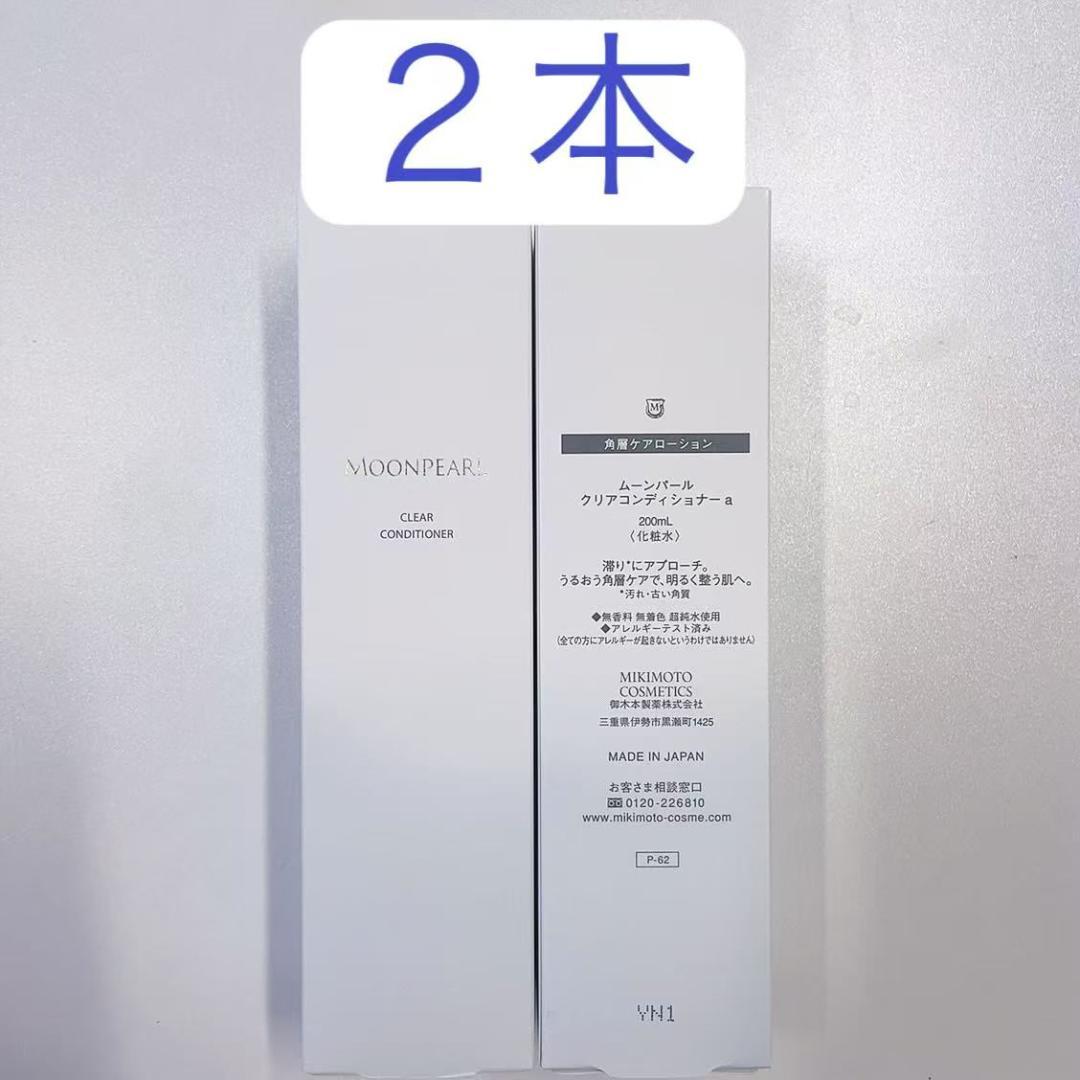 2本
MOONPEARL
CLEAR
CONDITIONER
M
角層ケアローション
ムーンパール
クリアコンディショナー a
200mL
〈化粧水〉
滞り*にアプローチ。
うるおう角層ケアで、明るく整う肌へ。
*汚れ・古い角質
◆無香料 無着色 超純水使用
◆アレルギーテスト済み
(全ての方にアレルギーが起きないというわけではありません)
MIKIMOTO
COSMETICS
御木本製薬株式会社
三重県伊勢市黒瀬町1425
MADE IN JAPAN
お客さま相談窓口
0120-226810
www.mikimoto-cosme.com
P-62
YN1